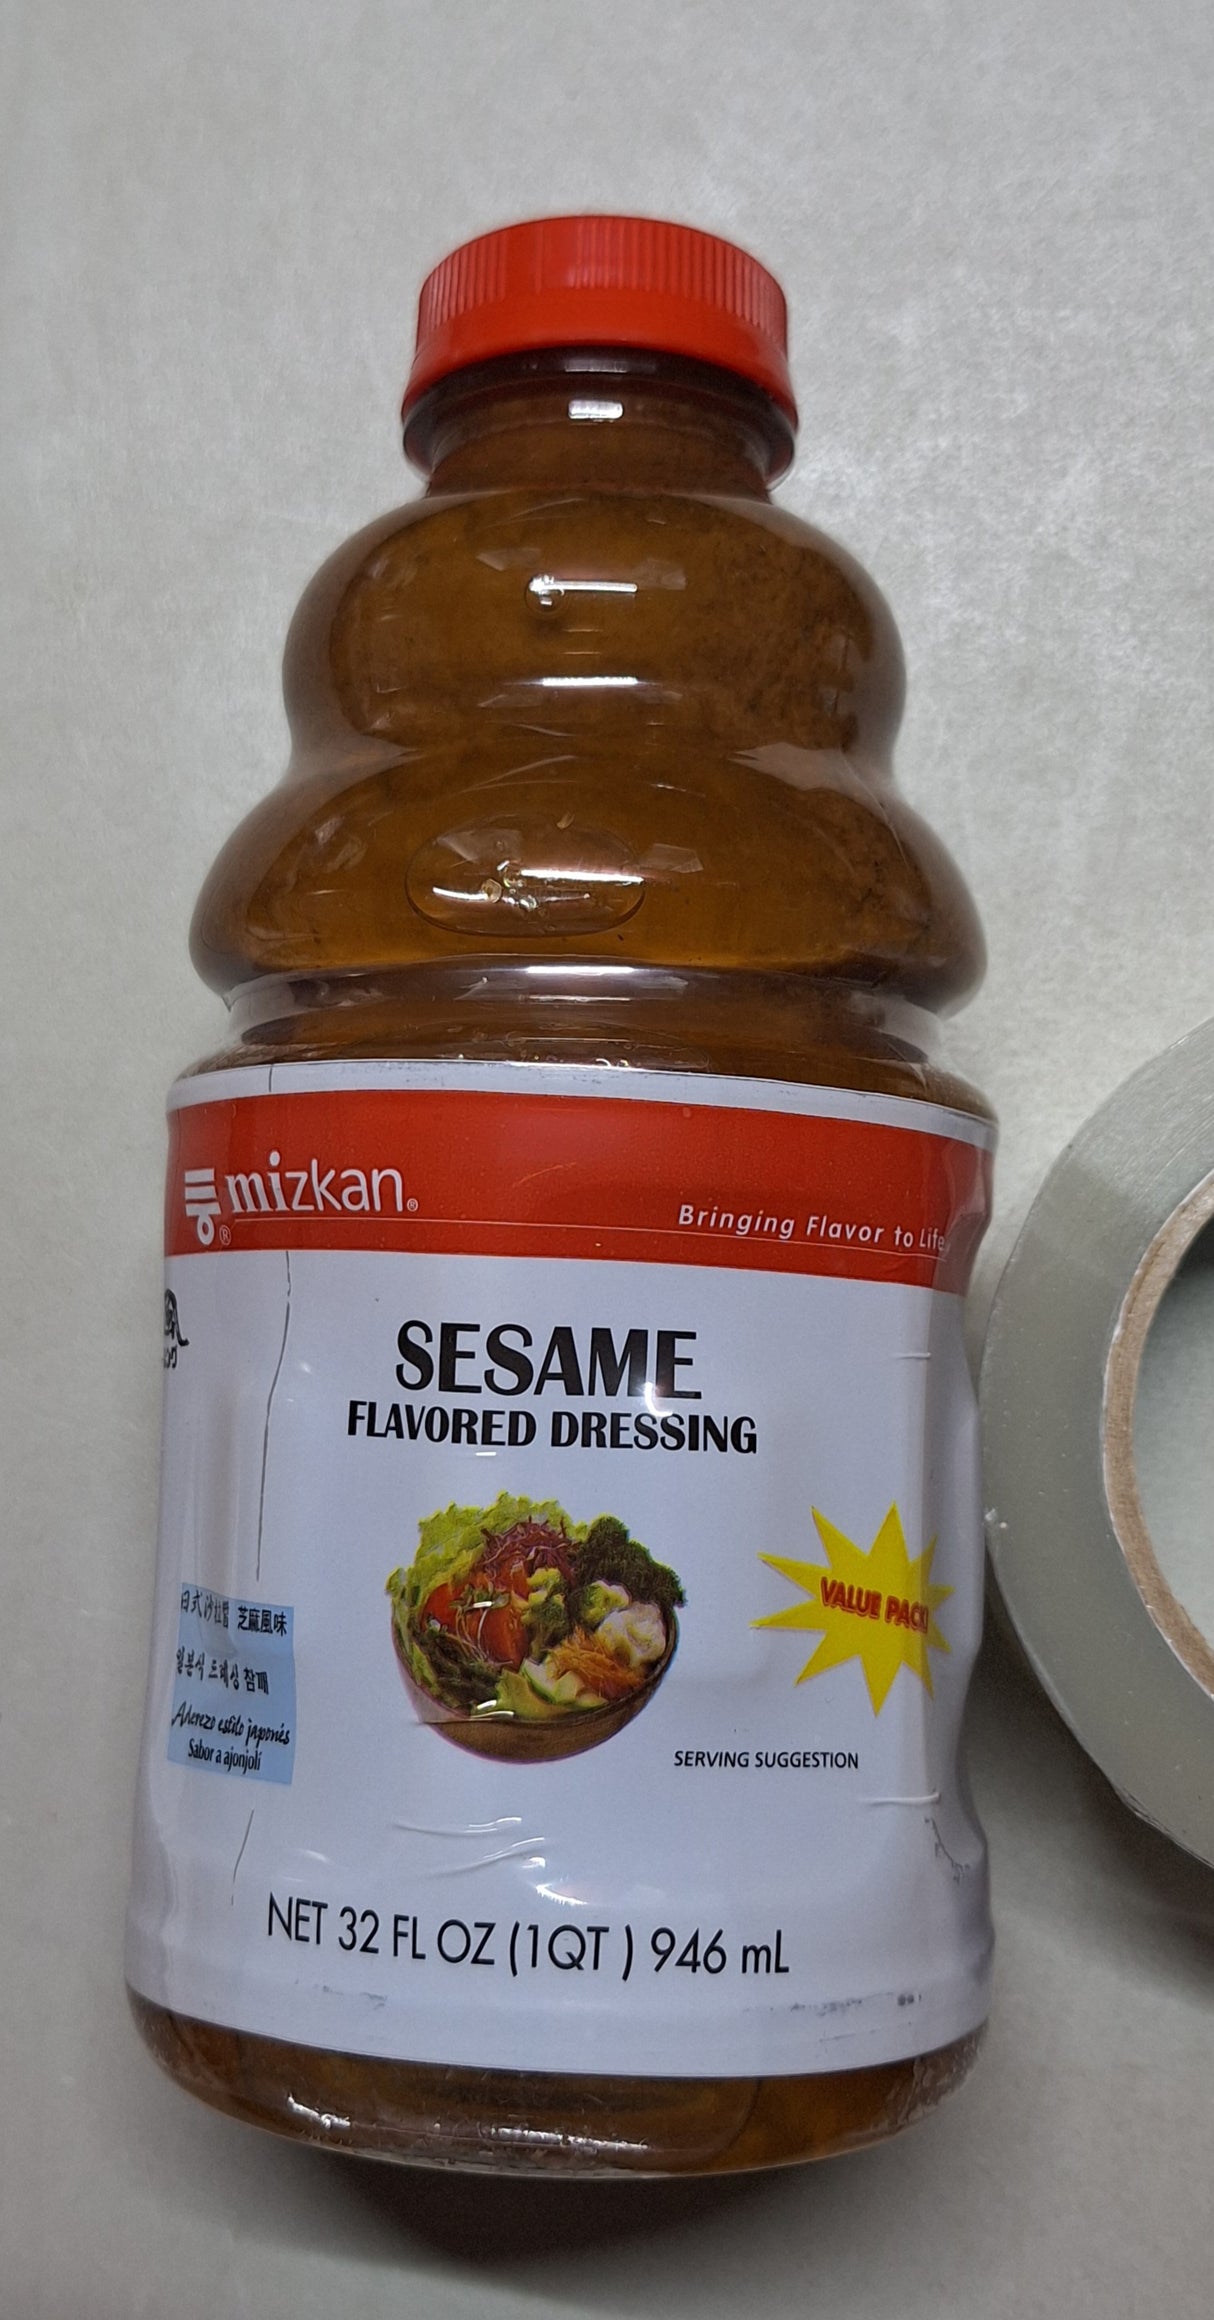 mizkan®
®
Bringing Flavor to Life
SESAME
FLAVORED DRESSING
VALUE PACK
日式沙拉醬 芝麻風味
일본식 드레싱 참깨
Aderezo estilo japonés
Sabor a ajonjolí
SERVING SUGGESTION
NET 32 FL OZ (1QT ) 946 mL